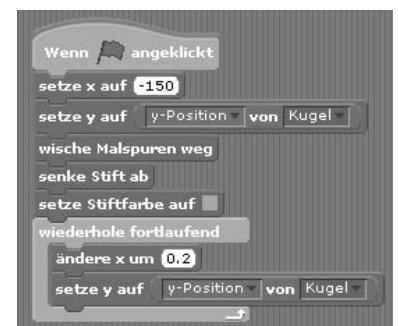 Wenn angeklickt
setze x auf -150
setze y auf y-Position von Kugel
wische Malspuren weg
senke Stift ab
setze Stiftfarbe auf
wiederhole fortlaufend
ändere x um 0.2
setze y auf y-Position von Kugel